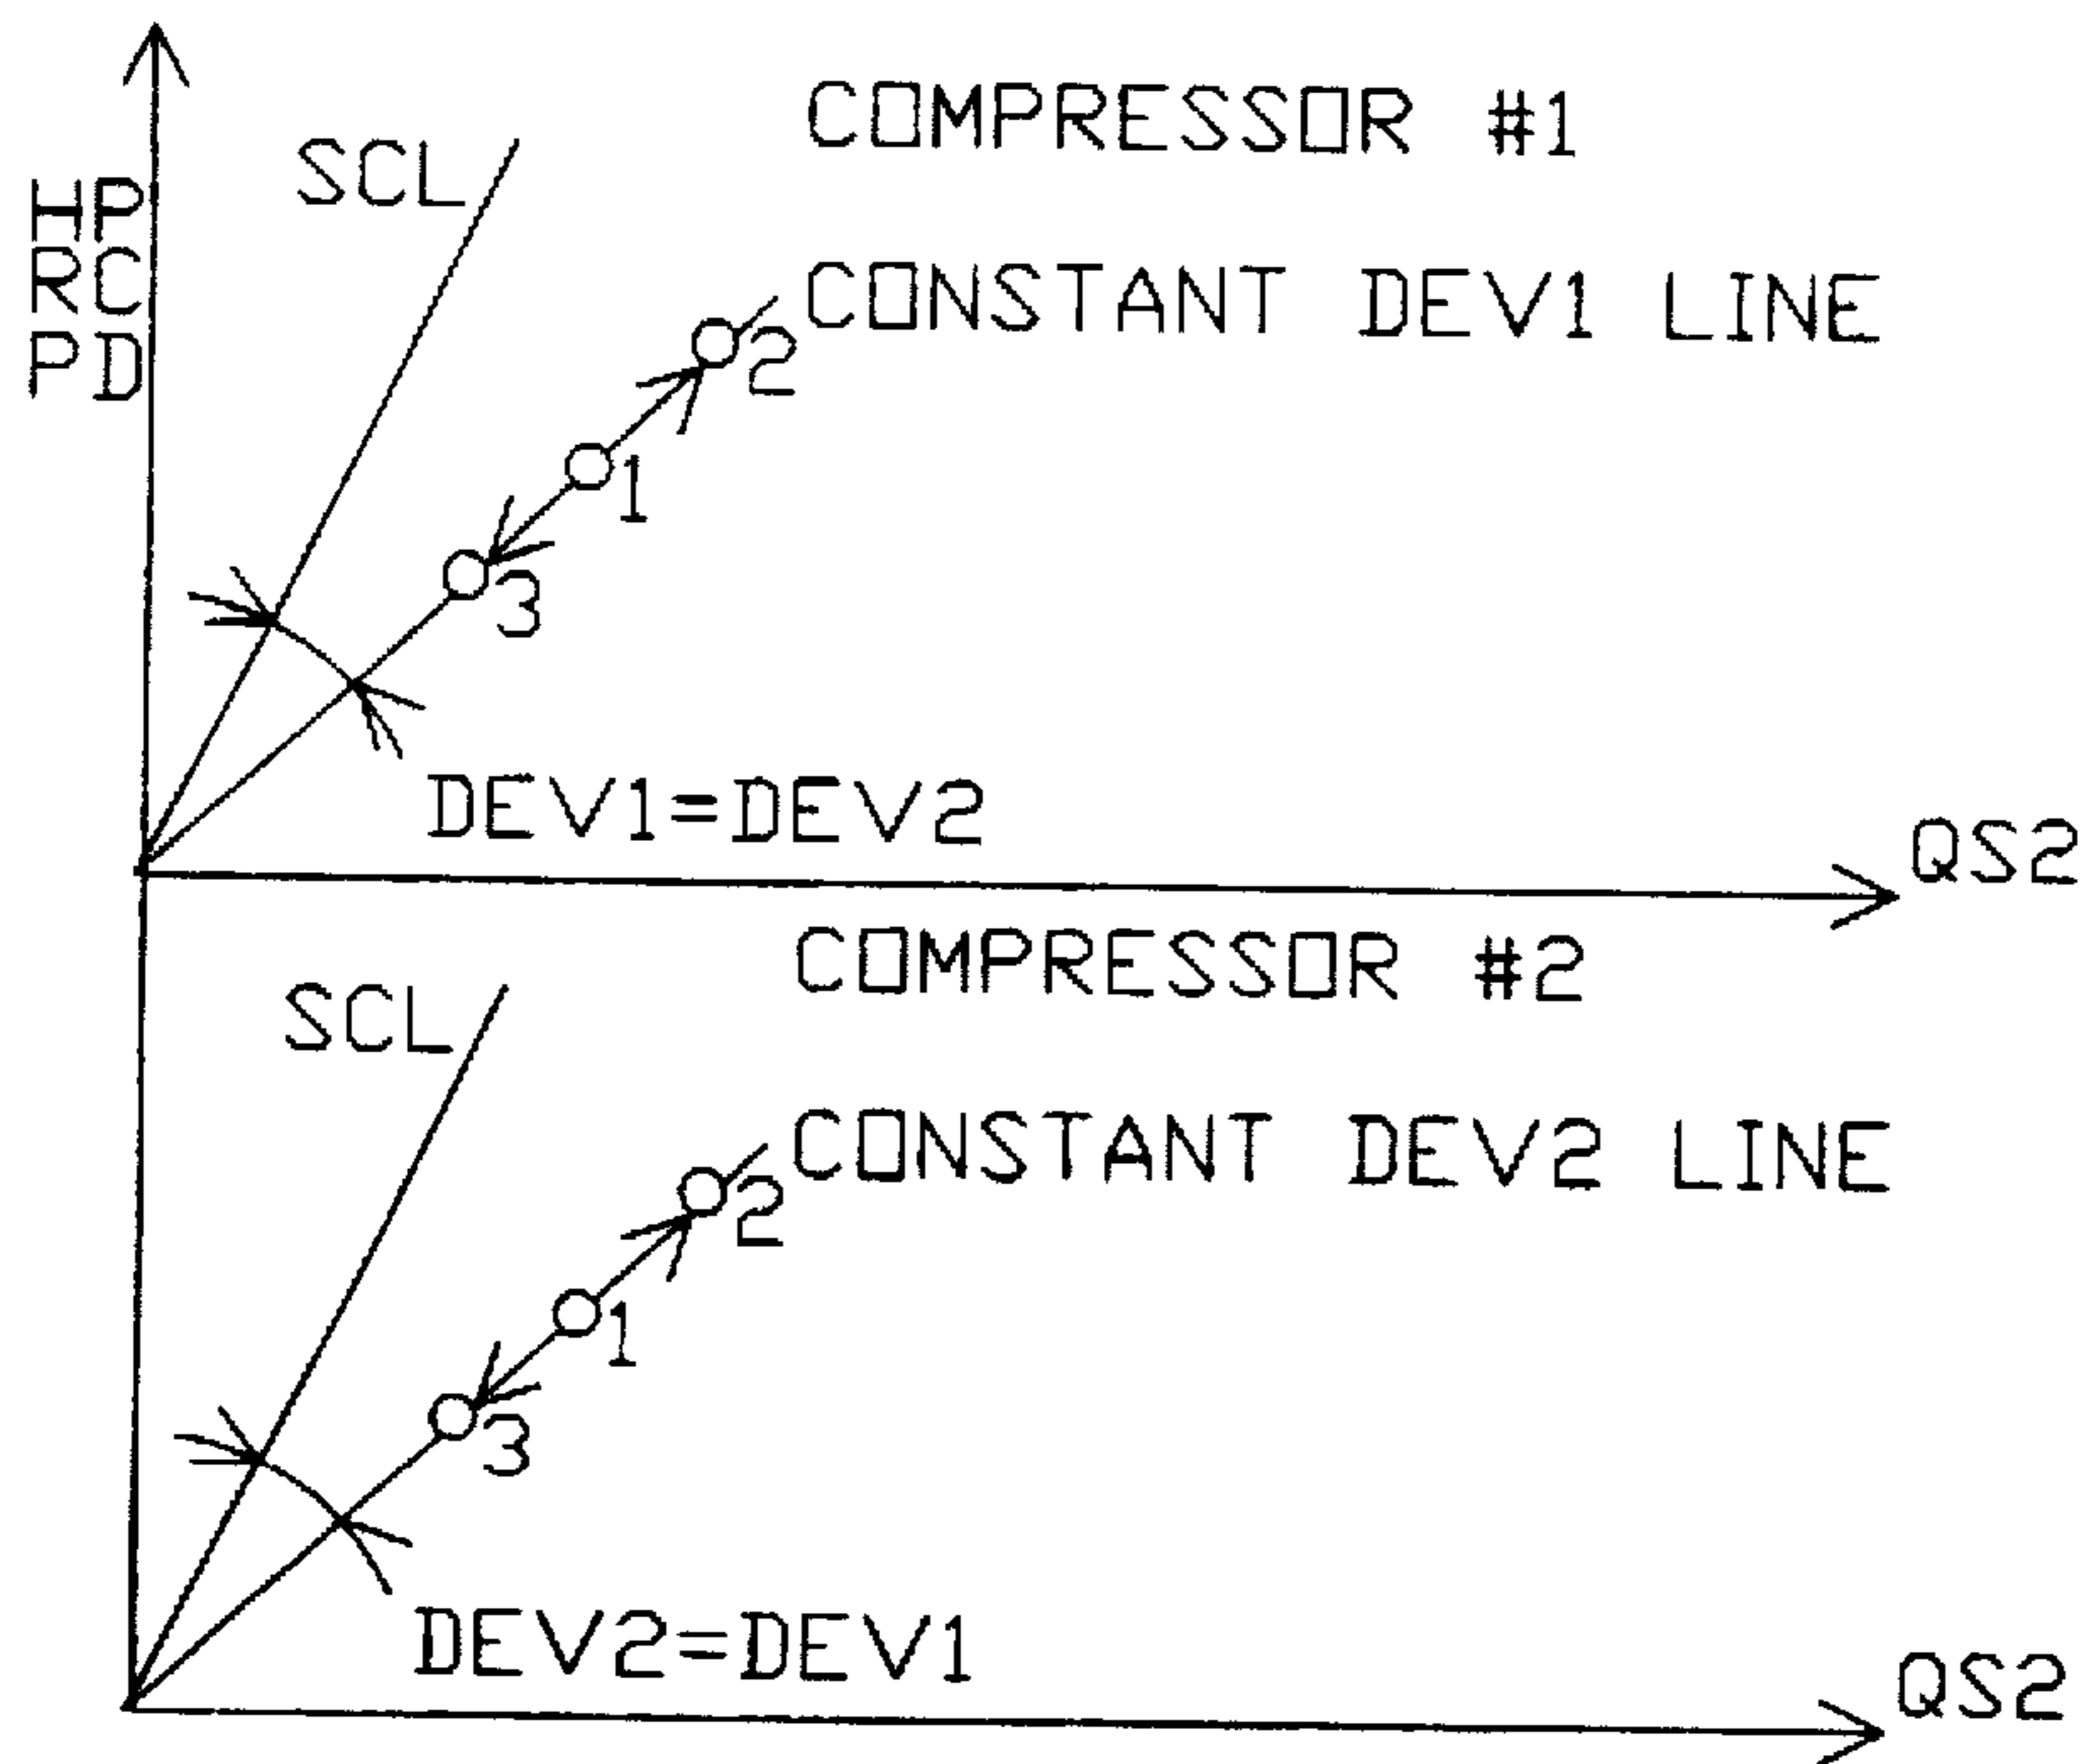 COMPRESSOR #1
SCL
HP
RC
PD
CONSTANT DEV1 LINE
2
1
3
DEV1=DEV2
QS2
COMPRESSOR #2
SCL
CONSTANT DEV2 LINE
2
1
3
DEV2=DEV1
QS2